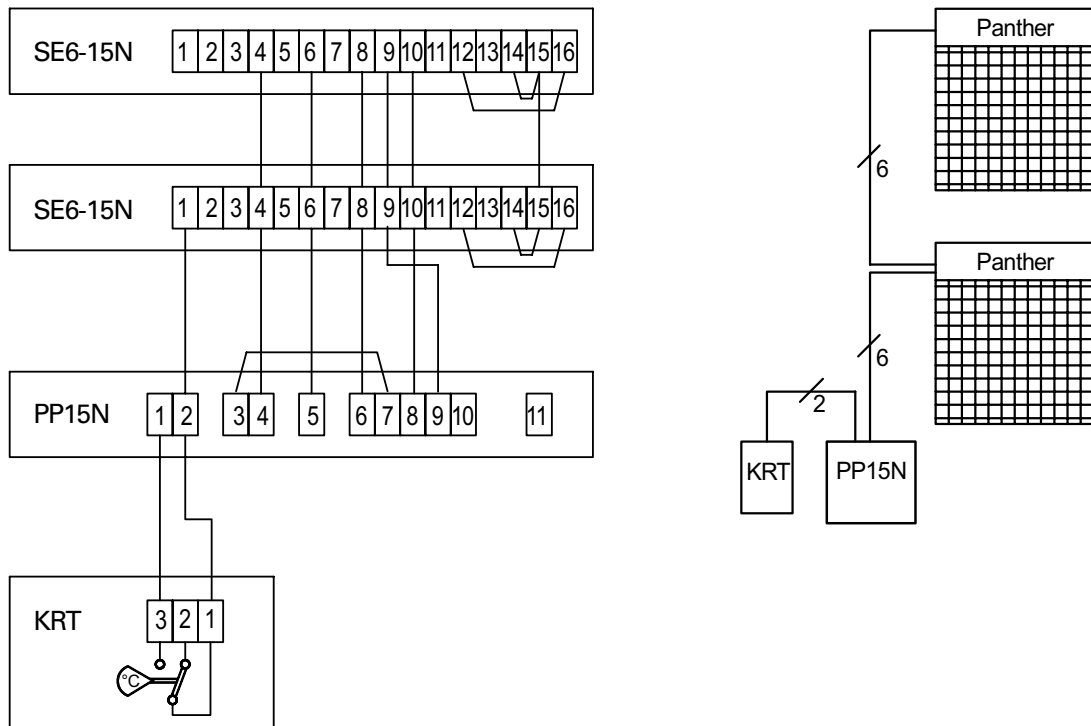 SE6-15N 1 2 3 4 5 6 7 8 9 10 11 12 13 14 15 16
SE6-15N 1 2 3 4 5 6 7 8 9 10 11 12 13 14 15 16
PP15N 1 2 3 4 5 6 7 8 9 10 11
KRT 3 2 1
°C
Panther
6
Panther
6
2
KRT PP15N